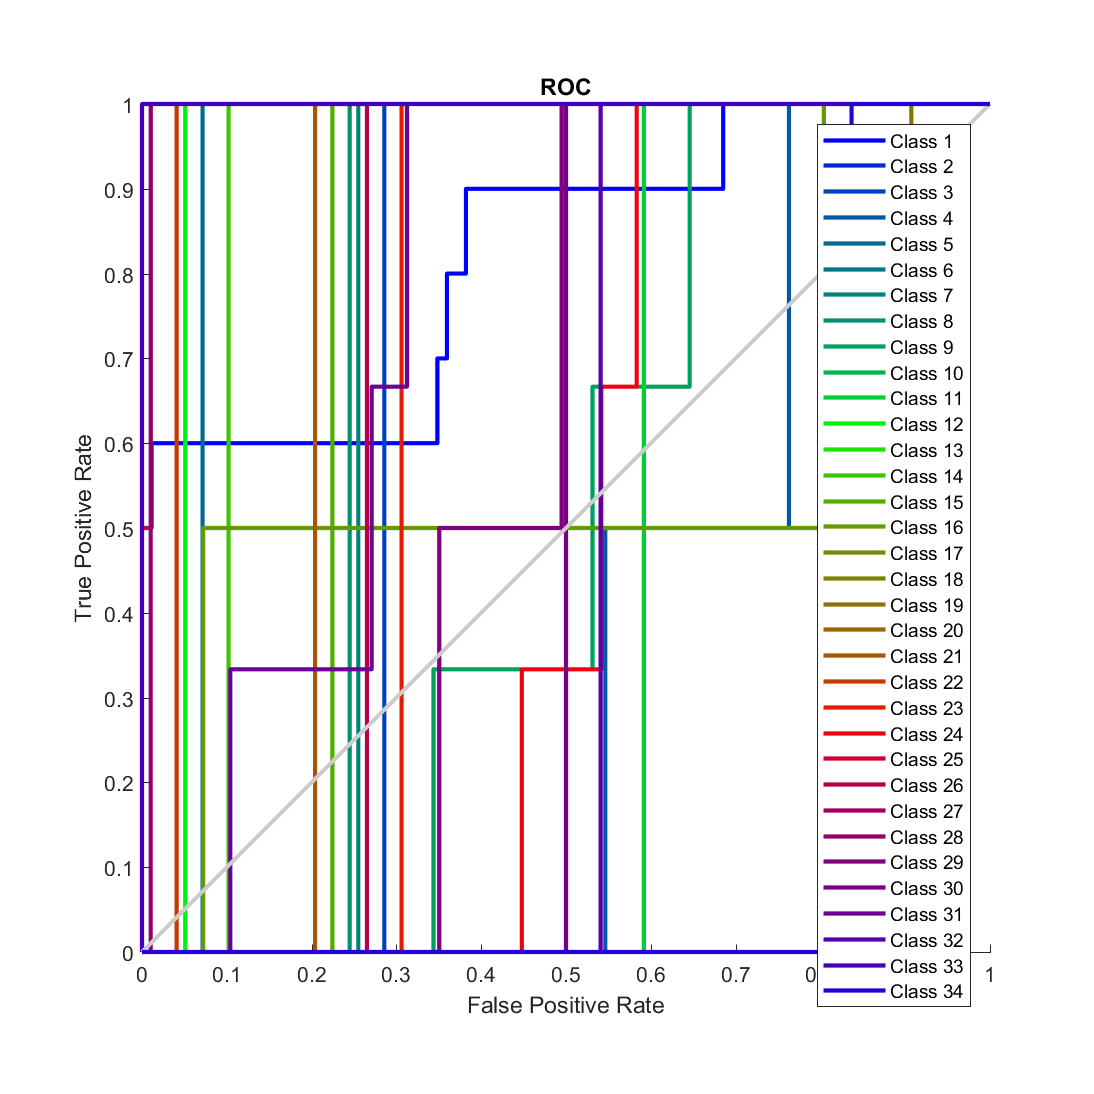 ROC
True Positive Rate
1
0.9
0.8
0.7
0.6
0.5
0.4
0.3
0.2
0.1
0
0 0.1 0.2 0.3 0.4 0.5 0.6 0.7 1
False Positive Rate
Class 1
Class 2
Class 3
Class 4
Class 5
Class 6
Class 7
Class 8
Class 9
Class 10
Class 11
Class 12
Class 13
Class 14
Class 15
Class 16
Class 17
Class 18
Class 19
Class 20
Class 21
Class 22
Class 23
Class 24
Class 25
Class 26
Class 27
Class 28
Class 29
Class 30
Class 31
Class 32
Class 33
Class 34